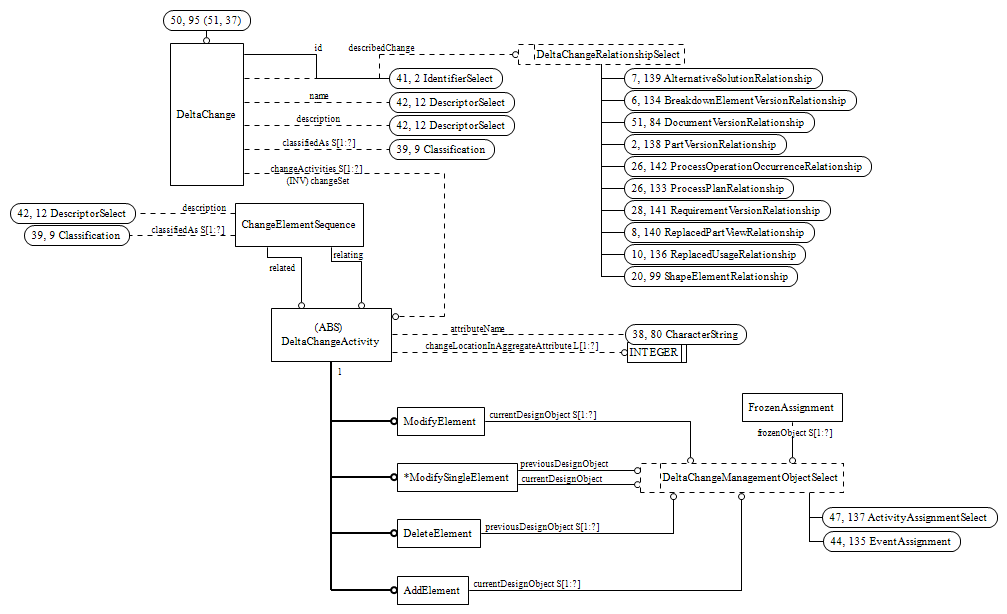 50, 95 (51, 37)
id
describedChange
DeltaChangeRelationshipSelect
41, 2 IdentifierSelect
7, 139 AlternativeSolutionRelationship
name
42, 12 DescriptorSelect
6, 134 BreakdownElementVersionRelationship
DeltaChange
description
42, 12 DescriptorSelect
51, 84 DocumentVersionRelationship
classifiedAs S[1:?]
39, 9 Classification
2, 138 PartVersionRelationship
changeActivities S[1:?]
(INV) changeSet
26, 142 ProcessOperationOccurrenceRelationship
26, 133 ProcessPlanRelationship
28, 141 RequirementVersionRelationship
8, 140 ReplacedPartViewRelationship
10, 136 ReplacedUsageRelationship
20, 99 ShapeElementRelationship
42, 12 DescriptorSelect
description
39, 9 Classification
classifiedAs S[1:?]
ChangeElementSequence
related
relating
(ABS)
DeltaChangeActivity
attributeName
38, 80 CharacterString
changeLocationInAggregateAttribute L[1:?]
INTEGER
1
ModifyElement
currentDesignObject S[1:?]
FrozenAssignment
frozenObject S[1:?]
*ModifySingleElement
previousDesignObject
currentDesignObject
DeltaChangeManagementObjectSelect
47, 137 ActivityAssignmentSelect
44, 135 EventAssignment
DeleteElement
previousDesignObject S[1:?]
AddElement
currentDesignObject S[1:?]